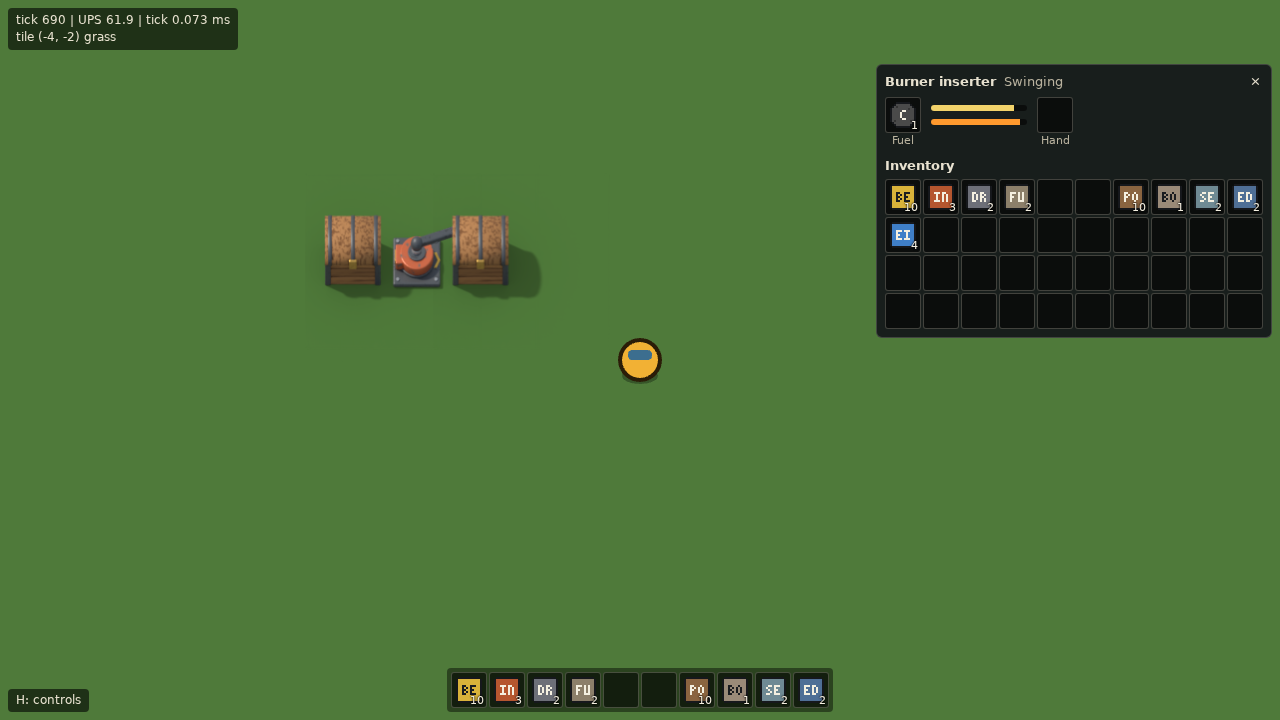 tick 690 | UPS 61.9 | tick 0.073 ms
tile (-4, -2) grass
Burner inserter Swinging ×
C 1
Fuel Hand
Inventory
BE 10 IN 3 DR 2 FU 2 PO 10 BO 1 SE 2 ED 2
EI 4
H: controls
BE 10 IN 3 DR 2 FU 2 PO 10 BO 1 SE 2 ED 2